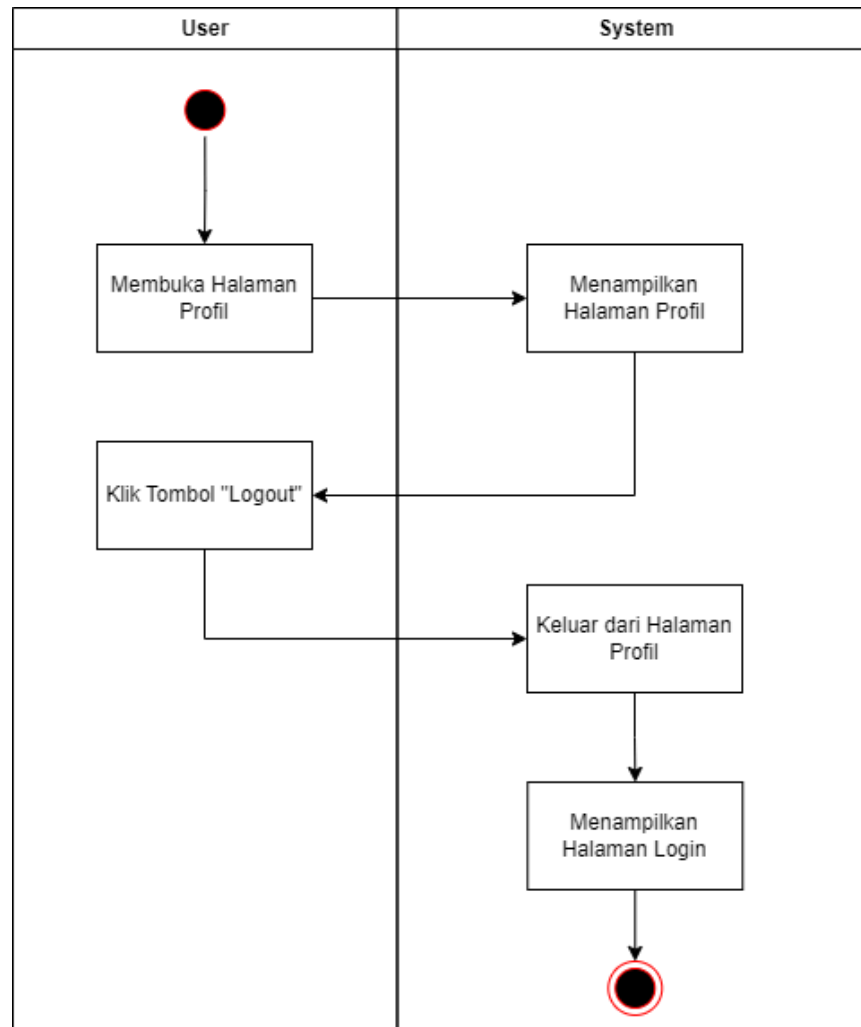 User
System
Membuka Halaman
Profil
Menampilkan
Halaman Profil
Klik Tombol "Logout"
Keluar dari Halaman
Profil
Menampilkan
Halaman Login